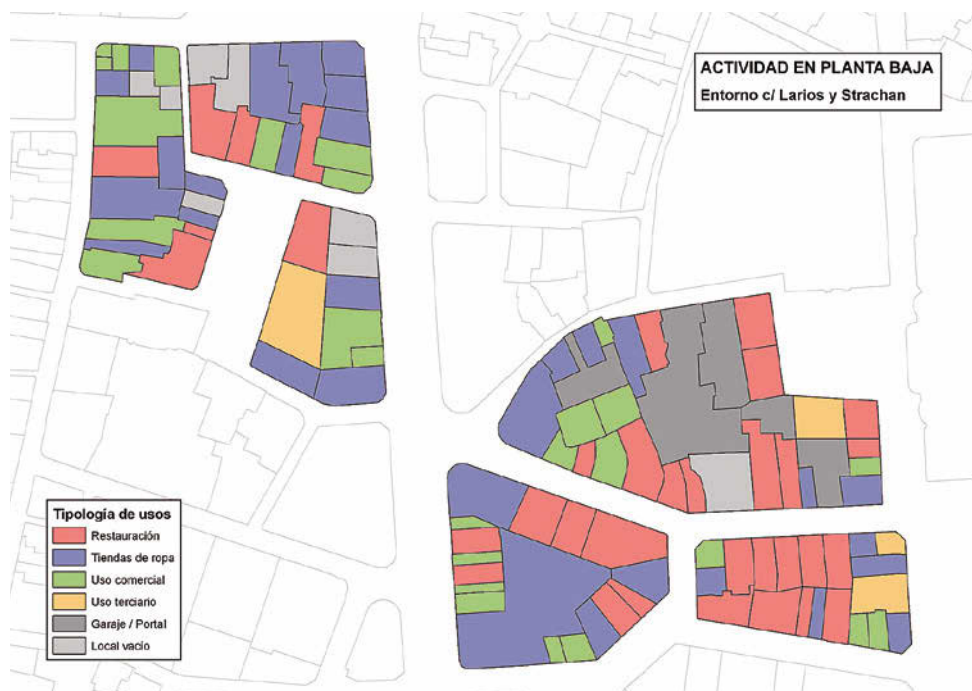 ACTIVIDAD EN PLANTA BAJA
Entorno c/ Larios y Strachan
Tipología de usos
Restauración
Tiendas de ropa
Uso comercial
Uso terciario
Garaje / Portal
Local vacío